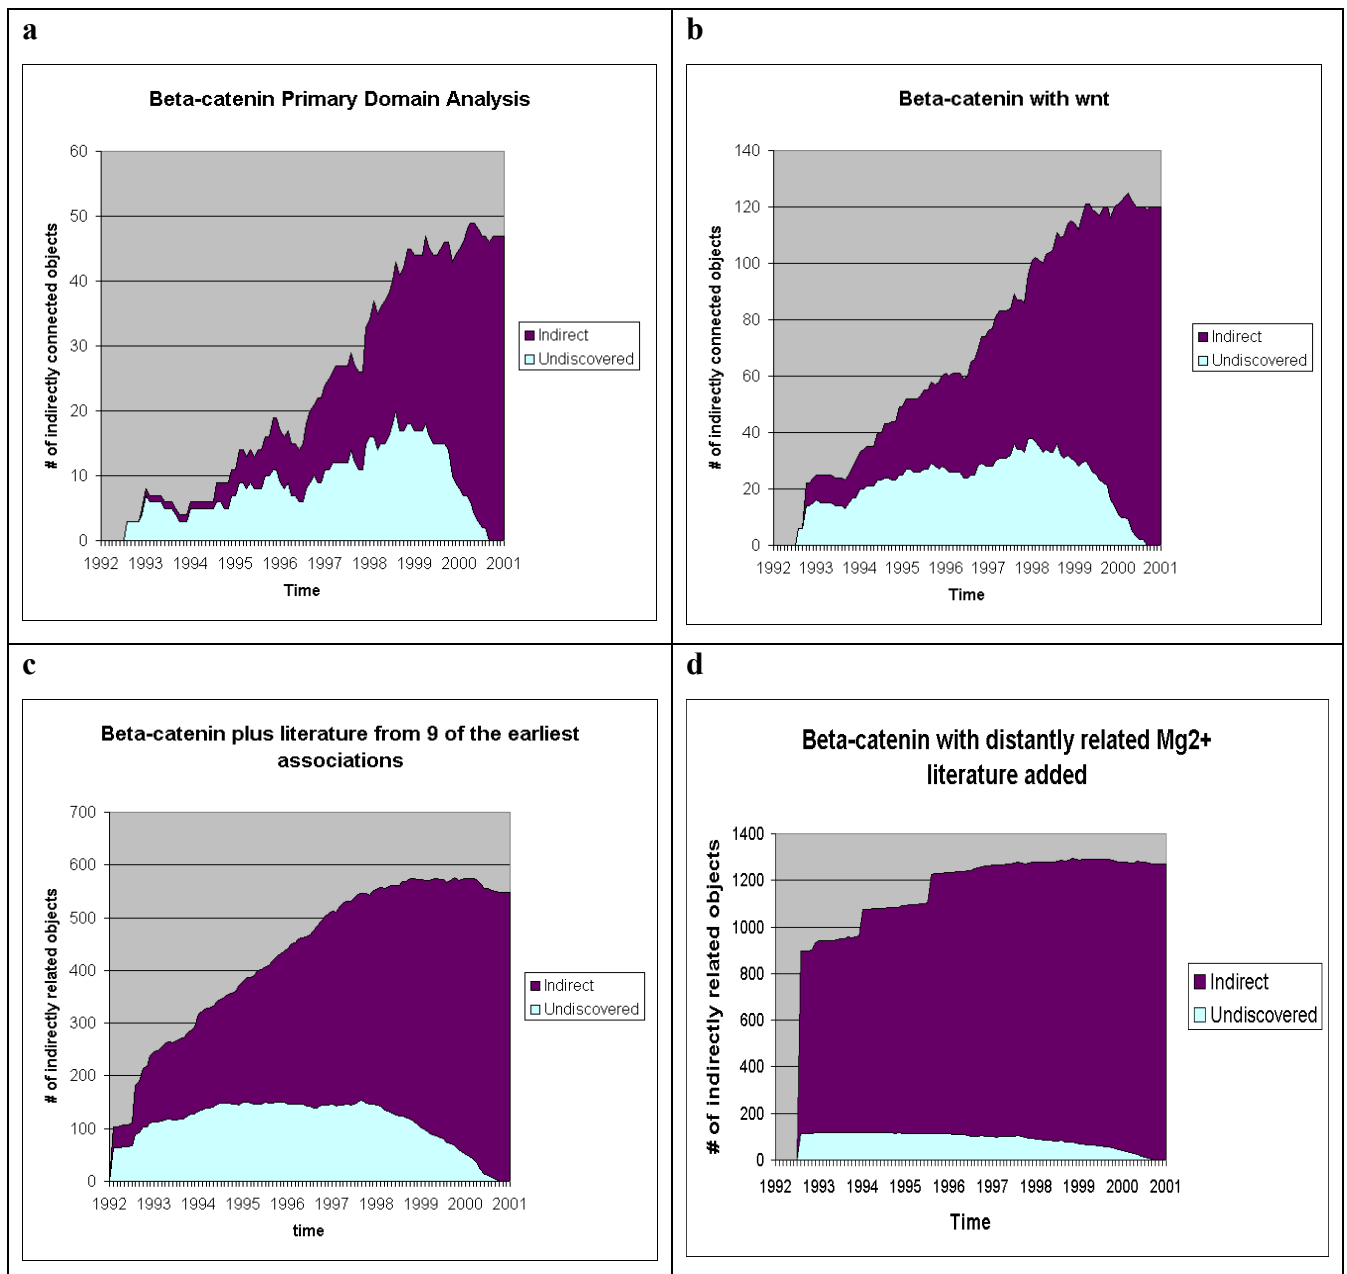 a
Beta-catenin Primary Domain Analysis
# of indirectly connected objects
60
50
40
30
20
10
0
1992 1993 1994 1995 1996 1997 1998 1999 2000 2001
Time
Indirect
Undiscovered
b
Beta-catenin with wnt
# of indirectly connected objects
140
120
100
80
60
40
20
0
1992 1993 1994 1995 1996 1997 1998 1999 2000 2001
Time
Indirect
Undiscovered
c
Beta-catenin plus literature from 9 of the earliest
associations
# of indirectly related objects
700
600
500
400
300
200
100
0
1992 1993 1994 1995 1996 1997 1998 1999 2000 2001
time
Indirect
Undiscovered
d
Beta-catenin with distantly related Mg2+
literature added
# of indirectly related objects
1400
1200
1000
800
600
400
200
0
1992 1993 1994 1995 1996 1997 1998 1999 2000 2001
Time
Indirect
Undiscovered